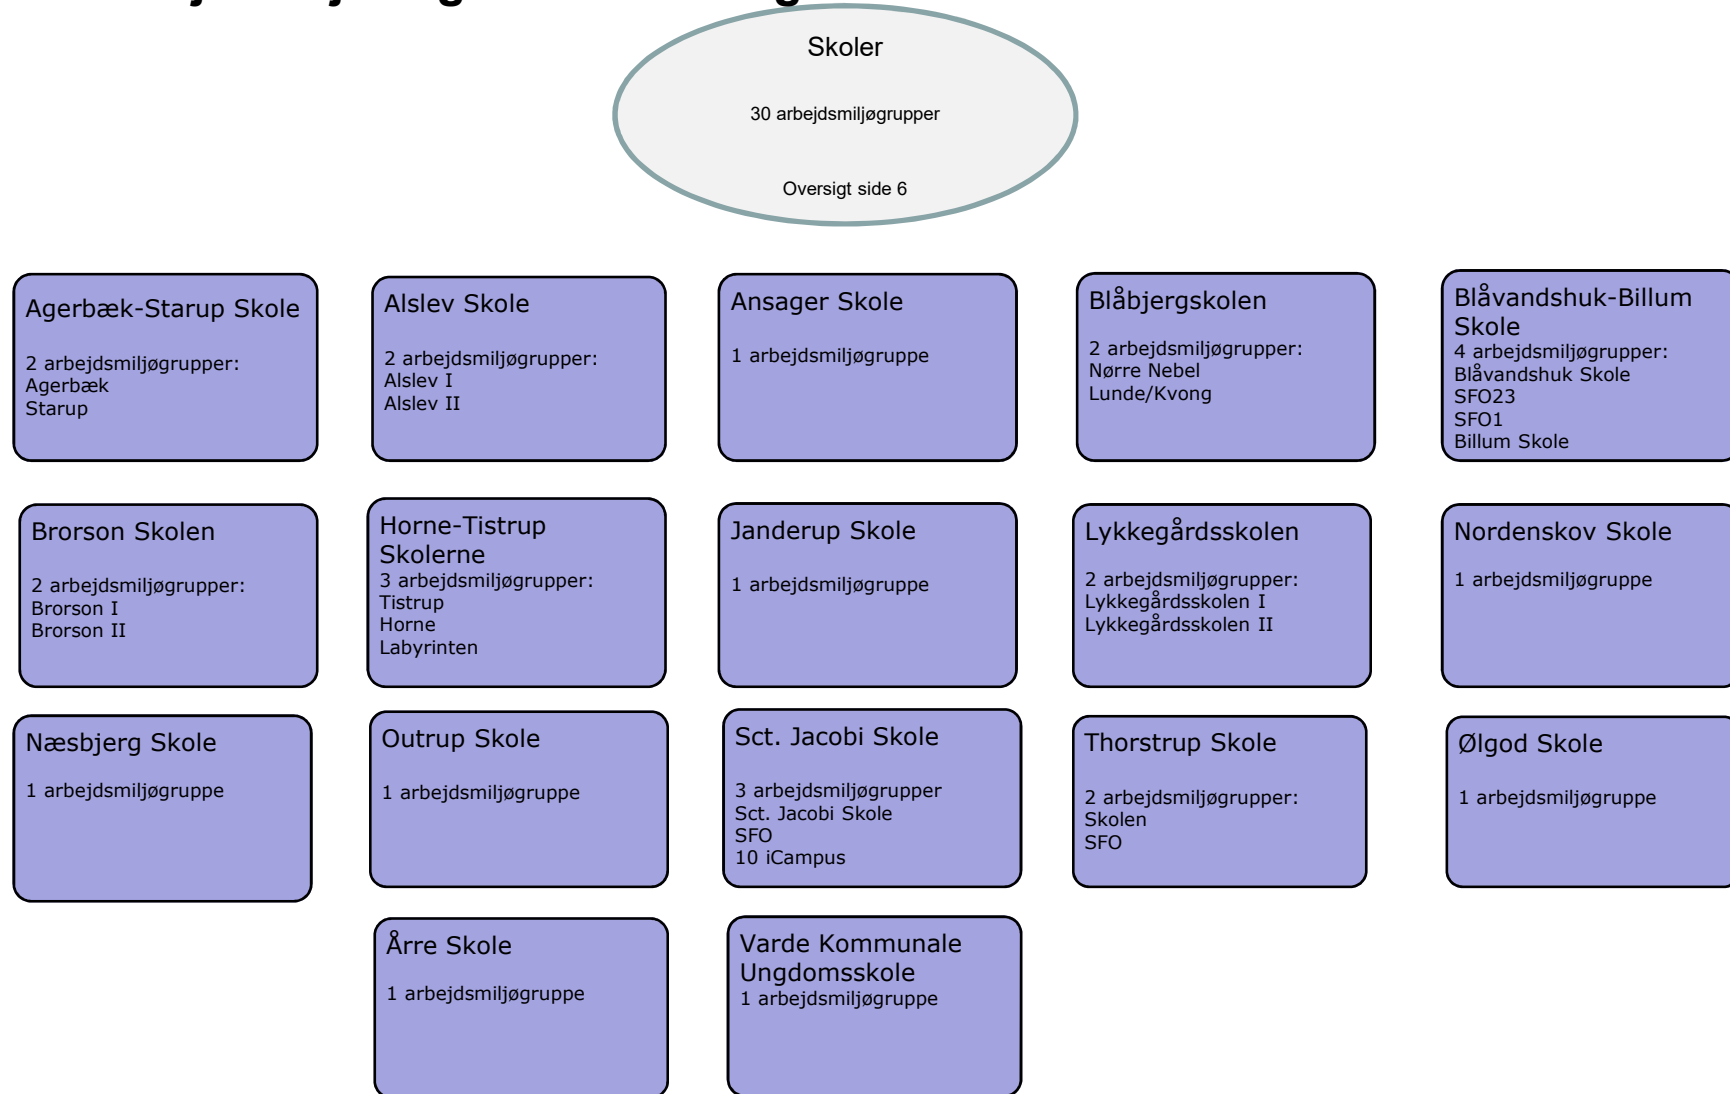 Skoler
30 arbejdsmiljøgrupper
Oversigt side 6
Agerbæk-Starup Skole
2 arbejdsmiljøgrupper:
Agerbæk
Starup
Alslev Skole
2 arbejdsmiljøgrupper:
Alslev I
Alslev II
Ansager Skole
1 arbejdsmiljøgruppe
Blåbjergskolen
2 arbejdsmiljøgrupper:
Nørre Nebel
Lunde/Kvong
Blåvandshuk-Billum
Skole
4 arbejdsmiljøgrupper:
Blåvandshuk Skole
SFO23
SFO1
Billum Skole
Brorson Skolen
2 arbejdsmiljøgrupper:
Brorson I
Brorson II
Horne-Tistrup
Skolerne
3 arbejdsmiljøgrupper:
Tistrup
Horne
Labyrinten
Janderup Skole
1 arbejdsmiljøgruppe
Lykkegårdsskolen
2 arbejdsmiljøgrupper:
Lykkegårdsskolen I
Lykkegårdsskolen II
Nordenskov Skole
1 arbejdsmiljøgruppe
Næsbjerg Skole
1 arbejdsmiljøgruppe
Outrup Skole
1 arbejdsmiljøgruppe
Sct. Jacobi Skole
3 arbejdsmiljøgrupper
Sct. Jacobi Skole
SFO
10 iCampus
Thorstrup Skole
2 arbejdsmiljøgrupper:
Skolen
SFO
Ølgod Skole
1 arbejdsmiljøgruppe
Årre Skole
1 arbejdsmiljøgruppe
Varde Kommunale
Ungdomsskole
1 arbejdsmiljøgruppe